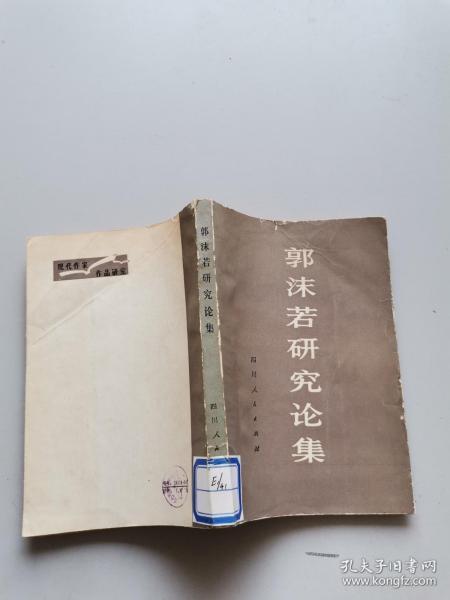 现代作家
作品研究
郭沫若研究论集
四川人民
E/41
郭沫若研究论集
四川人民出版社
孔夫子旧书网
www.kongfz.com